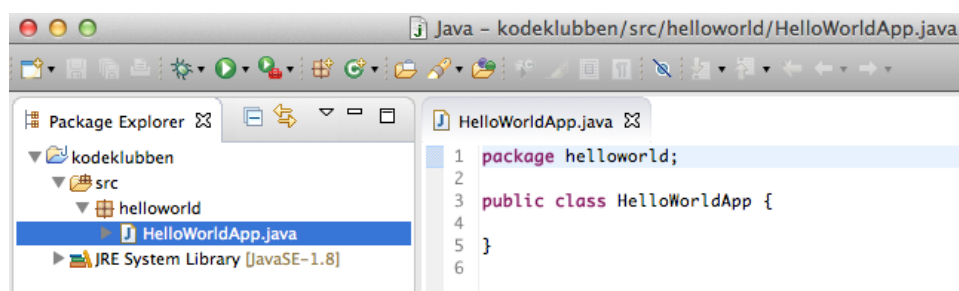 Java – kodeklubben/src/helloworld/HelloWorldApp.java
Package Explorer
kodeklubben
src
helloworld
HelloWorldApp.java
JRE System Library [JavaSE-1.8]
HelloWorldApp.java
1 package helloworld;
2
3 public class HelloWorldApp {
4
5 }
6